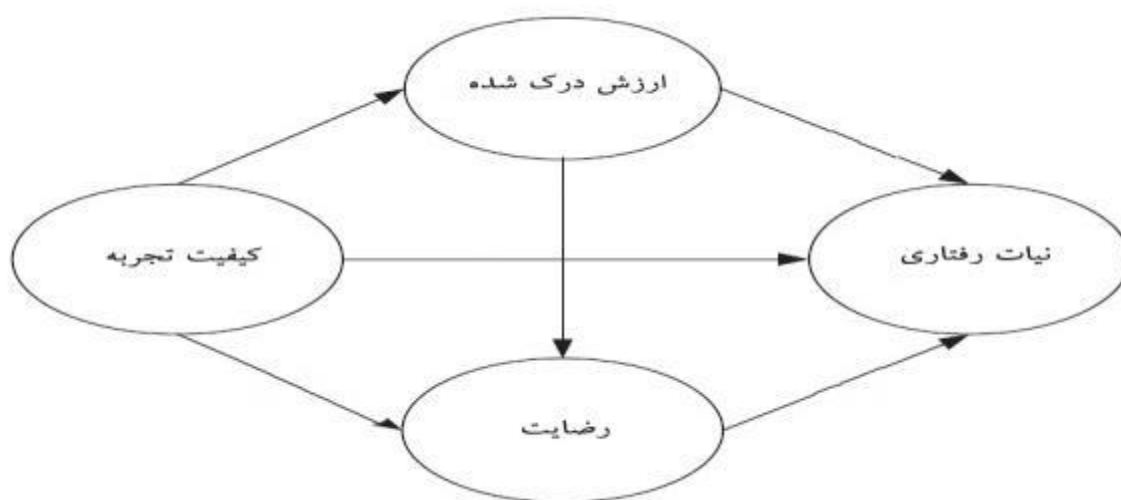 ارزش درک شده
کیفیت تجربه
نیات رفتاری
رضایت